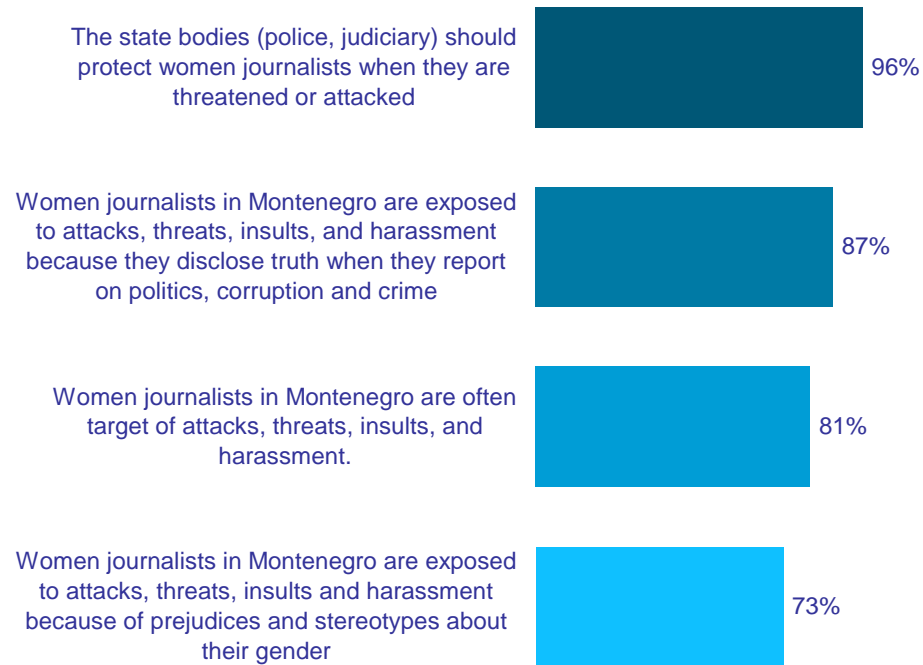 The state bodies (police, judiciary) should
protect women journalists when they are
threatened or attacked
96%
Women journalists in Montenegro are exposed
to attacks, threats, insults, and harassment
because they disclose truth when they report
on politics, corruption and crime
87%
Women journalists in Montenegro are often
target of attacks, threats, insults, and
harassment.
81%
Women journalists in Montenegro are exposed
to attacks, threats, insults and harassment
because of prejudices and stereotypes about
their gender
73%